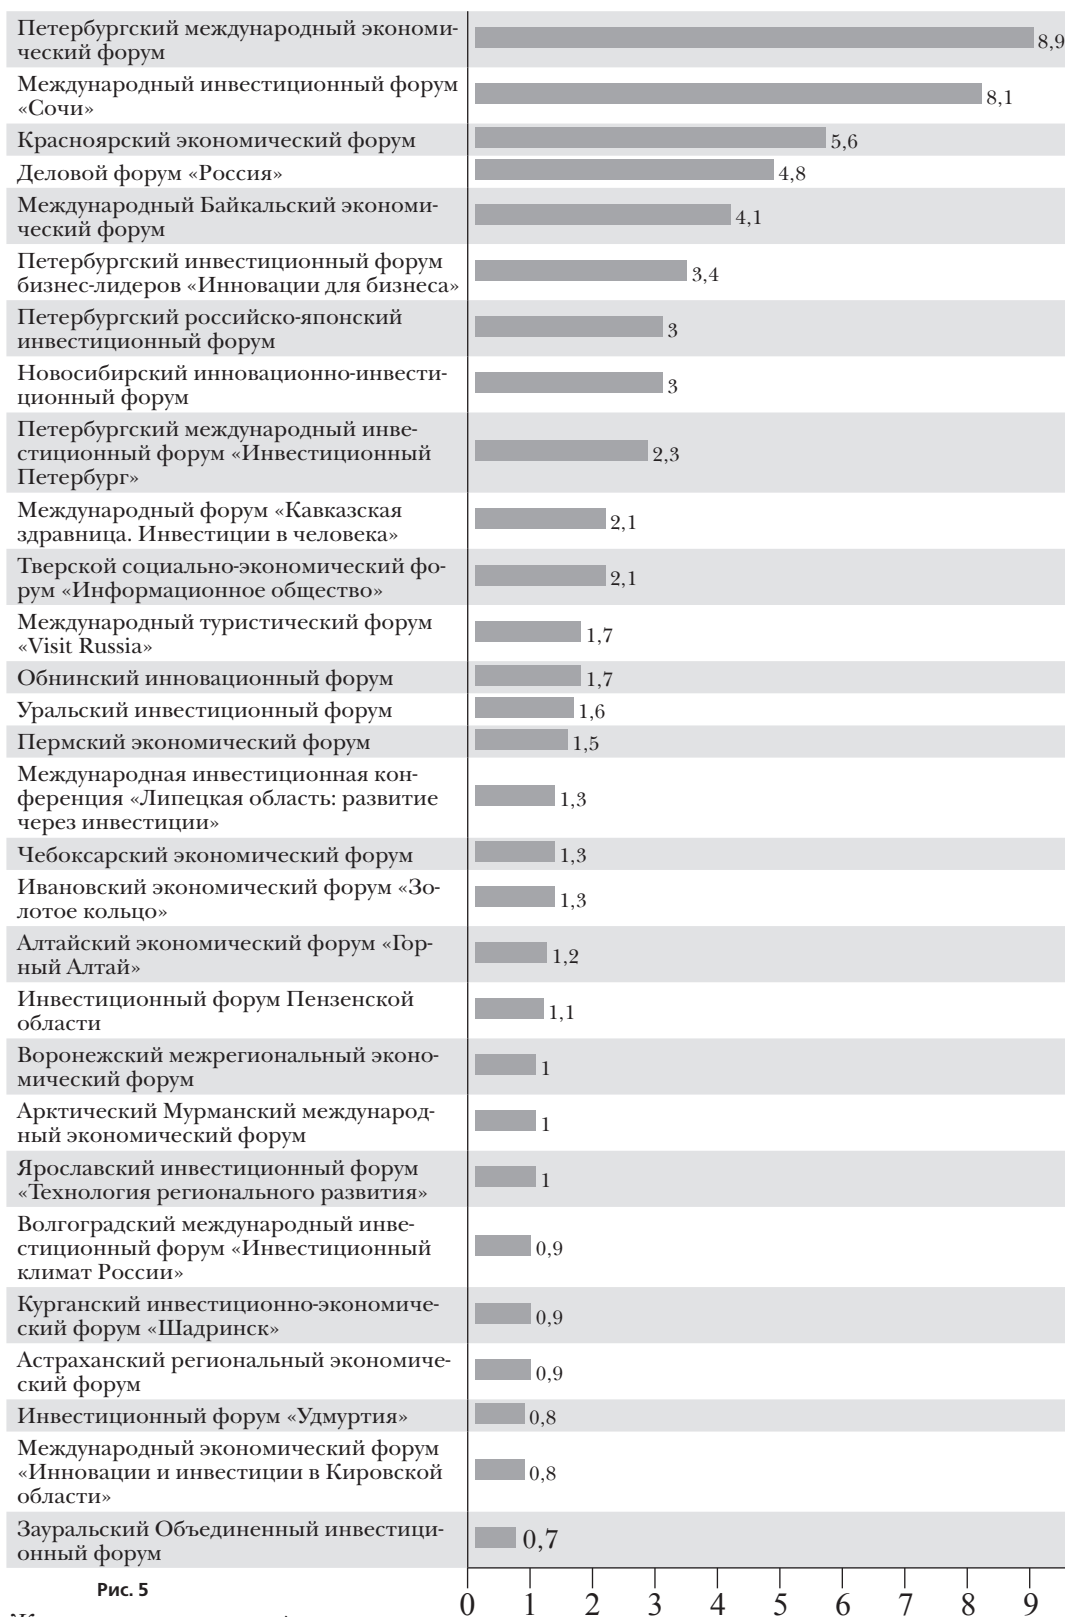 Петербургский международный экономи-
ческий форум
8,9
Международный инвестиционный форум
«Сочи»
8,1
Красноярский экономический форум
5,6
Деловой форум «Россия»
4,8
Международный Байкальский экономи-
ческий форум
4,1
Петербургский инвестиционный форум
бизнес-лидеров «Инновации для бизнеса»
3,4
Петербургский российско-японский
инвестиционный форум
3
Новосибирский инновационно-инвести-
ционный форум
3
Петербургский международный инве-
стиционный форум «Инвестиционный
Петербург»
2,3
Международный форум «Кавказская
здравница. Инвестиции в человека»
2,1
Тверской социально-экономический фо-
рум «Информационное общество»
2,1
Международный туристический форум
«Visit Russia»
1,7
Обнинский инновационный форум
1,7
Уральский инвестиционный форум
1,6
Пермский экономический форум
1,5
Международная инвестиционная кон-
ференция «Липецкая область: развитие
через инвестиции»
1,3
Чебоксарский экономический форум
1,3
Ивановский экономический форум «Зо-
лотое кольцо»
1,3
Алтайский экономический форум «Гор-
ный Алтай»
1,2
Инвестиционный форум Пензенской
области
1,1
Воронежский межрегиональный эконо-
мический форум
1
Арктический Мурманский международ-
ный экономический форум
1
Ярославский инвестиционный форум
«Технология регионального развития»
1
Волгоградский международный инве-
стиционный форум «Инвестиционный
климат России»
0,9
Курганский инвестиционно-экономиче-
ский форум «Шадринск»
0,9
Астраханский региональный экономиче-
ский форум
0,9
Инвестиционный форум «Удмуртия»
0,8
Международный экономический форум
«Инновации и инвестиции в Кировской
области»
0,8
Зауральский Объединенный инвестици-
онный форум
0,7
Рис. 5
0 1 2 3 4 5 6 7 8 9